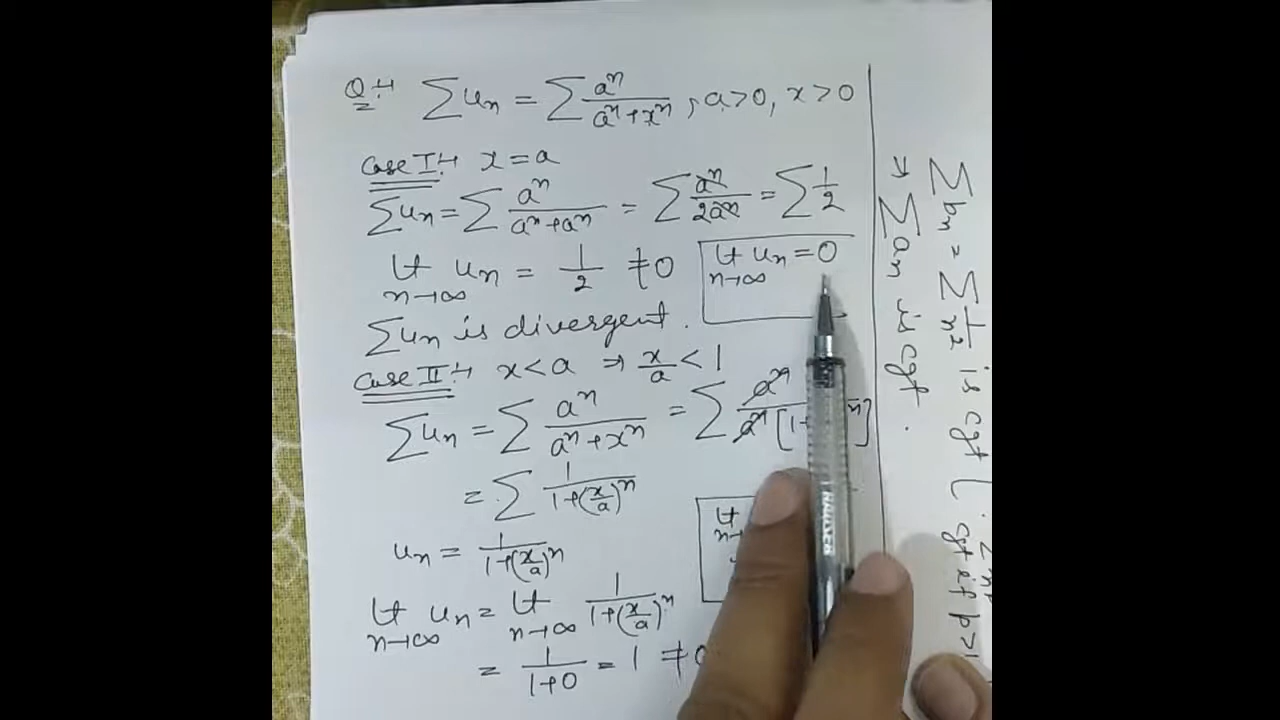 Q:- ∑uₙ = ∑ aⁿ/(aⁿ+xⁿ) , a>0, x>0
Case I:- x=a
∑uₙ = ∑ aⁿ/(aⁿ+aⁿ) = ∑ aⁿ/2aⁿ = ∑ 1/2
lt n→∞ uₙ = 1/2 ≠0
lt n→∞ uₙ = 0
∑uₙ is divergent.
Case II:- x<a ⇒ x/a < 1
∑uₙ = ∑ aⁿ/(aⁿ+xⁿ) = ∑ aⁿ/aⁿ[1+ ⁿ]
= ∑ 1/(1+(x/a)ⁿ)
uₙ = 1/(1+(x/a)ⁿ)
lt n→∞ uₙ = lt n→∞ 1/(1+(x/a)ⁿ)
= 1/(1+0) = 1 ≠0
lt
∑bₙ = ∑ 1/n² is cgt
cgt if p>1
⇒ ∑aₙ is cgt.